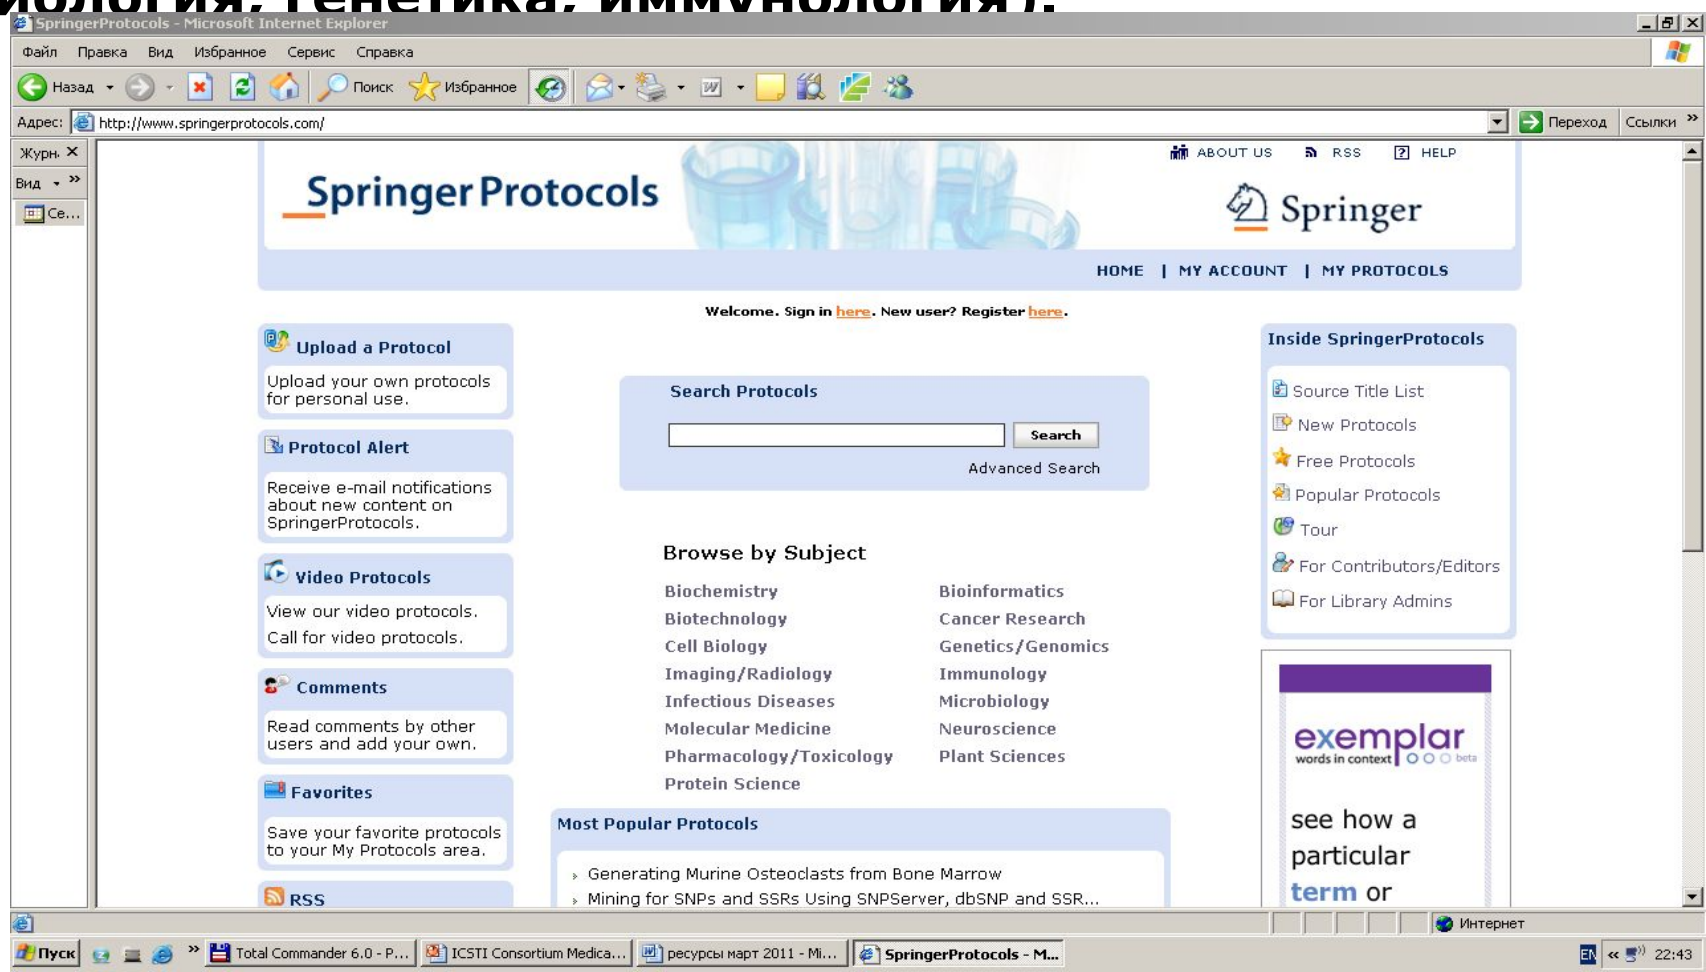 иология, генетика, иммунология).
SpringerProtocols - Microsoft Internet Explorer
Файл Правка Вид Избранное Сервис Справка
Назад Поиск Избранное
Адрес: http://www.springerprotocols.com/ Переход Ссылки »
Журн. ×
Вид »
Се...
ABOUT US RSS HELP
Springer Protocols
Springer
HOME | MY ACCOUNT | MY PROTOCOLS
Welcome. Sign in here. New user? Register here.
Upload a Protocol
Upload your own protocols
for personal use.
Protocol Alert
Receive e-mail notifications
about new content on
SpringerProtocols.
Video Protocols
View our video protocols.
Call for video protocols.
Comments
Read comments by other
users and add your own.
Favorites
Save your favorite protocols
to your My Protocols area.
RSS
Search Protocols
Search
Advanced Search
Browse by Subject
Biochemistry Bioinformatics
Biotechnology Cancer Research
Cell Biology Genetics/Genomics
Imaging/Radiology Immunology
Infectious Diseases Microbiology
Molecular Medicine Neuroscience
Pharmacology/Toxicology Plant Sciences
Protein Science
Most Popular Protocols
Generating Murine Osteoclasts from Bone Marrow
Mining for SNPs and SSRs Using SNPServer, dbSNP and SSR...
Inside SpringerProtocols
Source Title List
New Protocols
Free Protocols
Popular Protocols
Tour
For Contributors/Editors
For Library Admins
exemplar
words in context beta
see how a
particular
term or
Интернет
Пуск » Total Commander 6.0 - P... ICSTI Consortium Medica... ресурсы март 2011 - Mi... SpringerProtocols - M... EN « 22:43